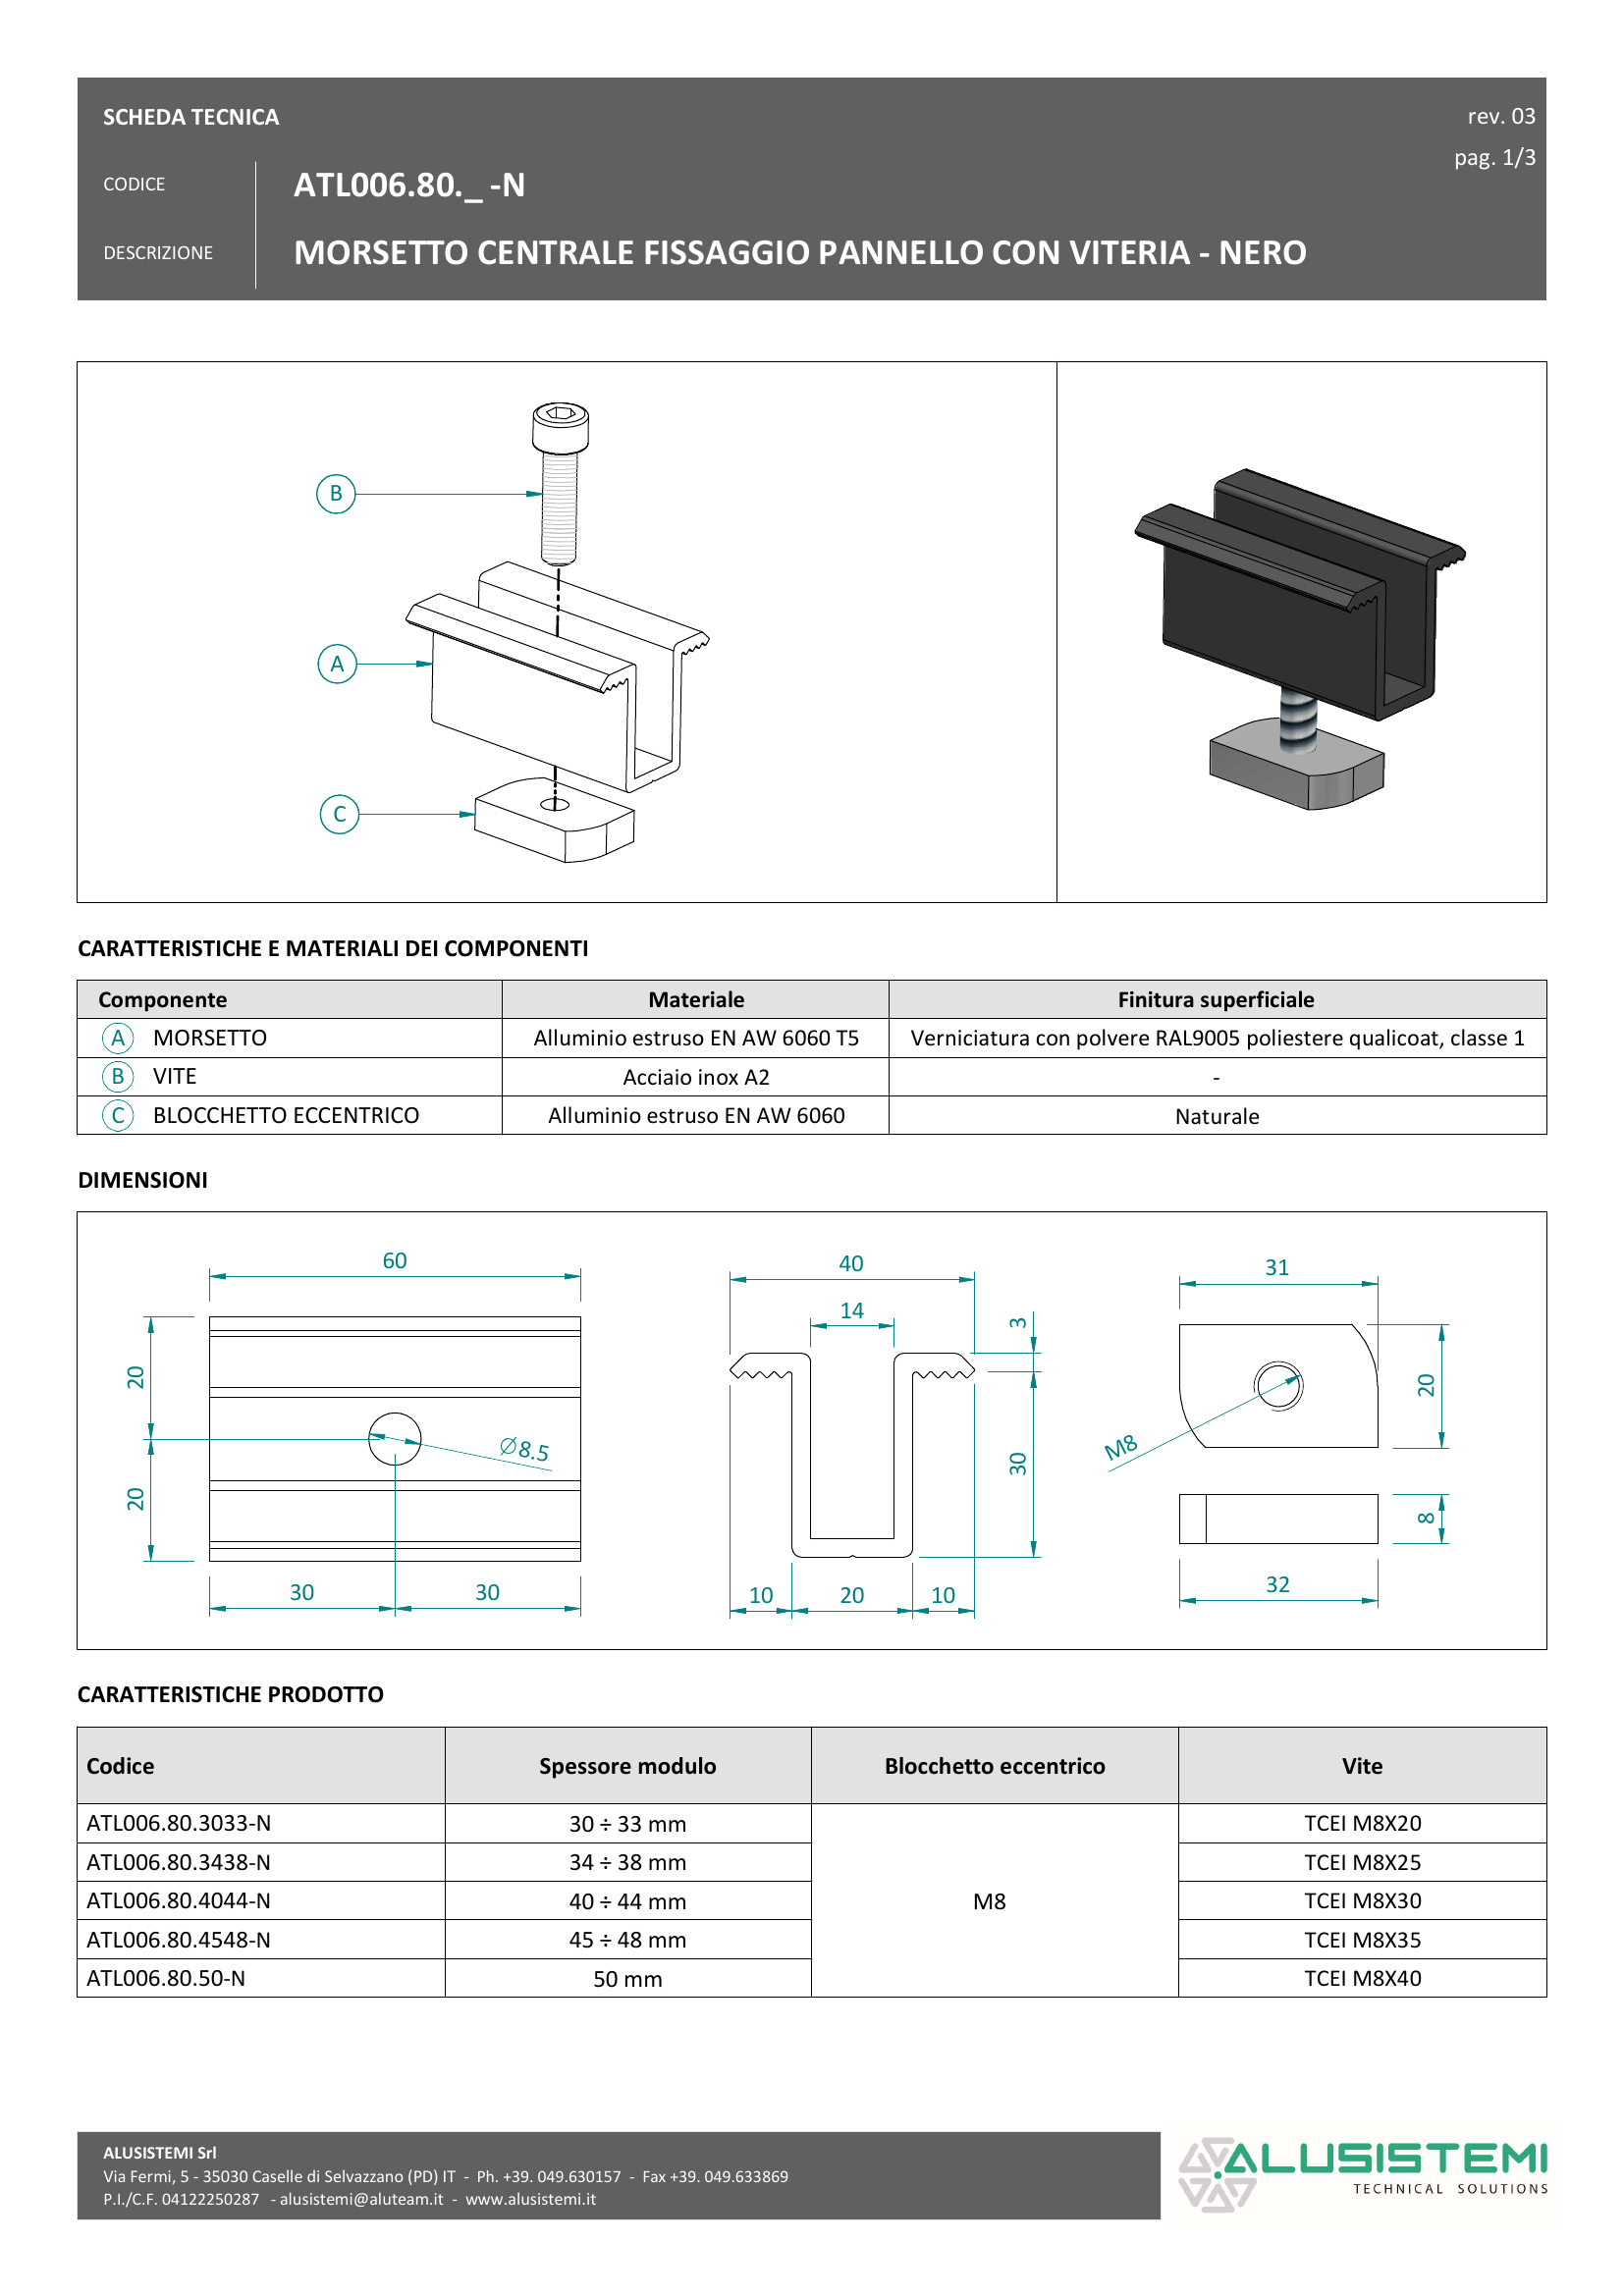 SCHEDA TECNICA
rev. 03
pag. 1/3
CODICE
ATL006.80._ -N
DESCRIZIONE
MORSETTO CENTRALE FISSAGGIO PANNELLO CON VITERIA - NERO
B
A
C
CARATTERISTICHE E MATERIALI DEI COMPONENTI
Componente Materiale Finitura superficiale
A MORSETTO Alluminio estruso EN AW 6060 T5 Verniciatura con polvere RAL9005 poliestere qualicoat, classe 1
B VITE Acciaio inox A2 -
C BLOCCHETTO ECCENTRICO Alluminio estruso EN AW 6060 Naturale
DIMENSIONI
60
20
20
Ø8.5
30 30
40
14
3
30
10 20 10
31
20
M8
8
32
CARATTERISTICHE PRODOTTO
Codice Spessore modulo Blocchetto eccentrico Vite
ATL006.80.3033-N 30 ÷ 33 mm TCEI M8X20
ATL006.80.3438-N 34 ÷ 38 mm TCEI M8X25
ATL006.80.4044-N 40 ÷ 44 mm M8 TCEI M8X30
ATL006.80.4548-N 45 ÷ 48 mm TCEI M8X35
ATL006.80.50-N 50 mm TCEI M8X40
ALUSISTEMI Srl
Via Fermi, 5 - 35030 Caselle di Selvazzano (PD) IT - Ph. +39. 049.630157 - Fax +39. 049.633869
P.I./C.F. 04122250287 - alusistemi@aluteam.it - www.alusistemi.it
ALUSISTEMI
TECHNICAL SOLUTIONS